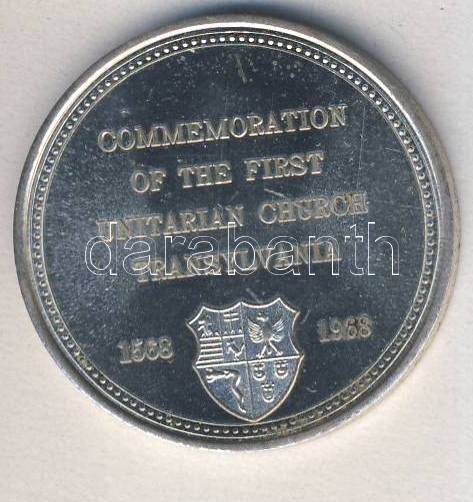 COMMEMORATION
OF THE FIRST
UNITARIAN CHURCH
TRANSYLVANIA
1568 1968
darabanth